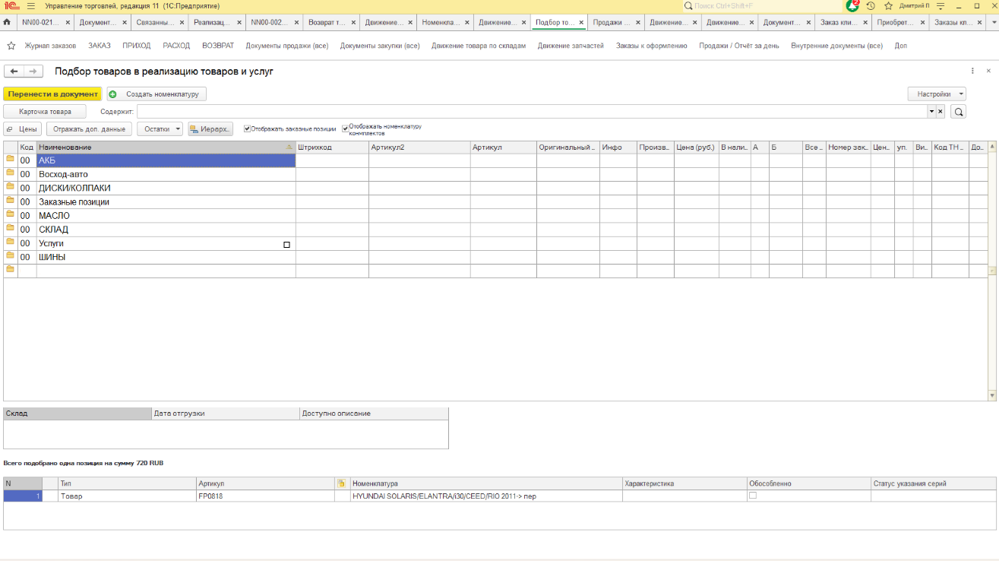 1С Управление торговлей, редакция 11 (1С:Предприятие) Поиск Ctrl+Shift+F 2 Дмитрий П
NN00-021... Документ... Связанны... Реализац... NN00-002... Возврат т... Движение... Номенкла... Движение... Подбор то... Продажи ... Движение... Движение... Документ... Заказ кли... Приобрет... Заказы кл...
Журнал заказов ЗАКАЗ ПРИХОД РАСХОД ВОЗВРАТ Документы продажи (все) Документы закупки (все) Движение товара по складам Движение запчастей Заказы к оформлению Продажи / Отчёт за день Внутренние документы (все) Доп
Подбор товаров в реализацию товаров и услуг
Перенести в документ Создать номенклатуру Настройки
Карточка товара Содержит:
Цены Отражать доп. данные Остатки Иерарх.. Отображать заказные позиции Отображать номенклатуру
конмплектов
Код Наименование Штрихкод Артикул2 Артикул Оригинальный .. Инфо Произв.. Цена (руб.) В нали.. А Б Все .. Номер зак.. Цен.. уп. Ви.. Код ТН .. До..
00 АКБ
00 Восход-авто
00 ДИСКИ/КОЛПАКИ
00 Заказные позиции
00 МАСЛО
00 СКЛАД
00 Услуги
00 ШИНЫ
Склад Дата отгрузки Доступно описание
Всего подобрано одна позиция на сумму 720 RUB
N Тип Артикул Номенклатура Характеристика Обособленно Статус указания серий
1 Товар FP0818 HYUNDAI SOLARIS/ELANTRA/i30/CEED/RIO 2011-> пер